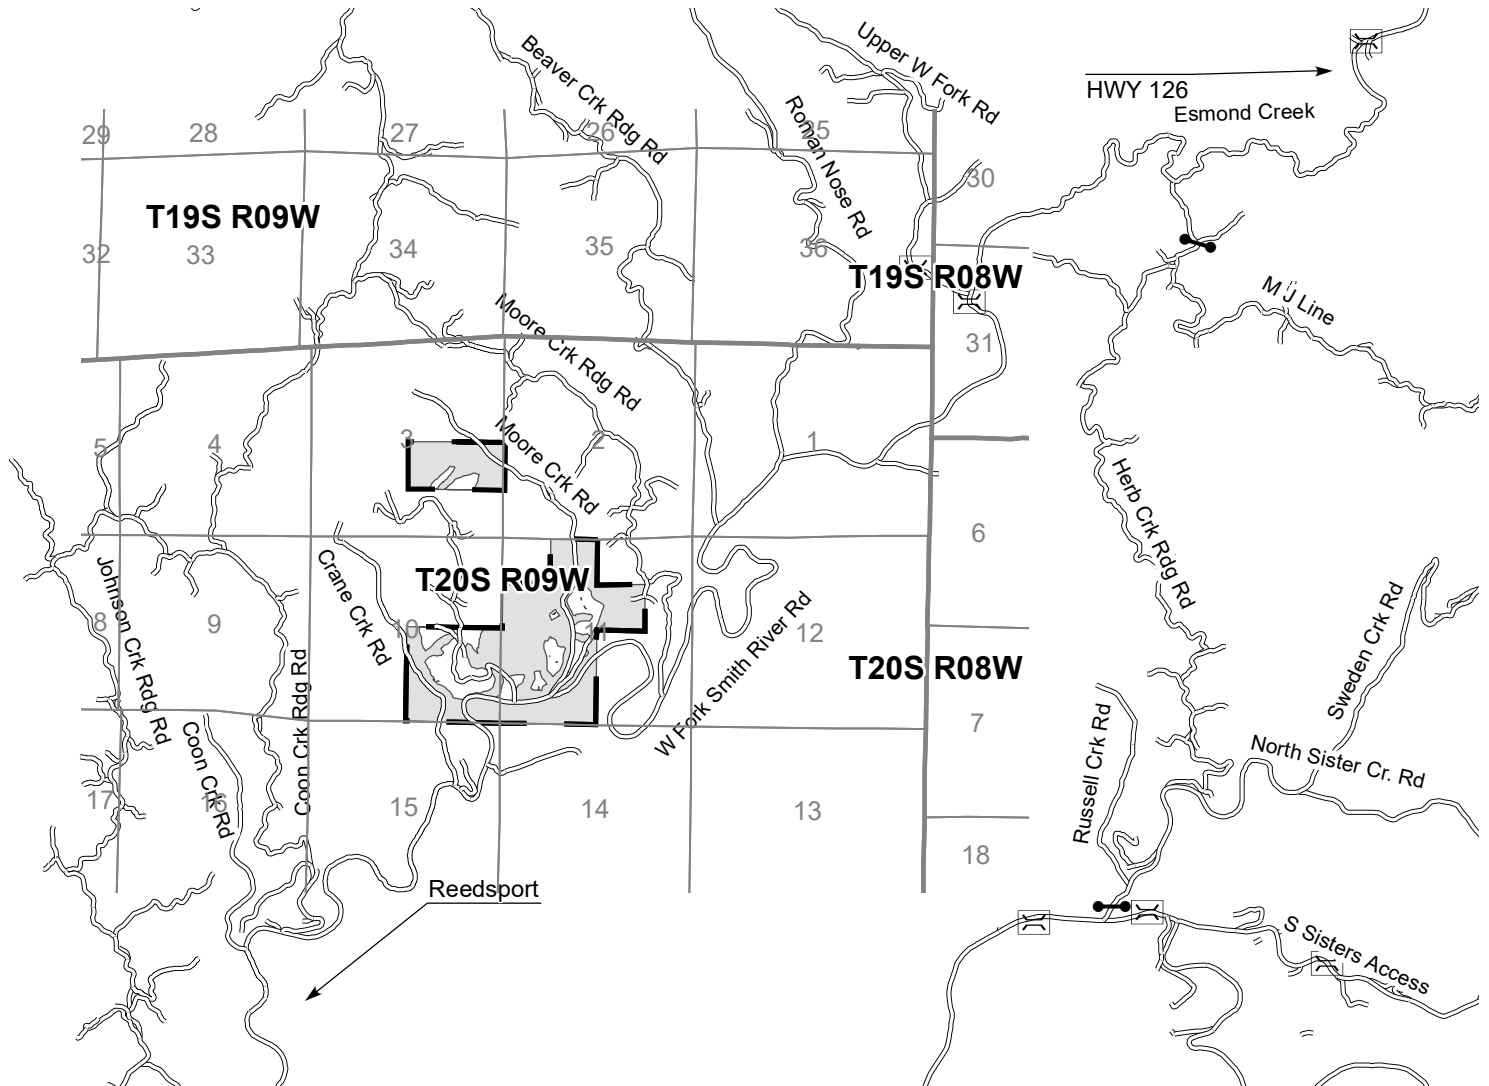 Upper W Fork Rd
Beaver Crk Rdg Rd
HWY 126
Esmond Creek
Roman Nose Rd
29
28
27
26
25
30
T19S R09W
32
33
34
35
36
T19S R08W
M J Line
31
Moore Crk Rdg Rd
5
4
3
2
1
Moore Crk Rd
Herb Crk Rdg Rd
6
Johnson Crk Rdg Rd
Crane Crk Rd
T20S R09W
8
9
10
11
12
W Fork Smith River Rd
Sweden Crk Rd
T20S R08W
Coon Crk Rdg Rd
Coon Crk Rd
7
Russell Crk Rd
North Sister Cr. Rd
17
16
15
14
13
18
Reedsport
S Sisters Access